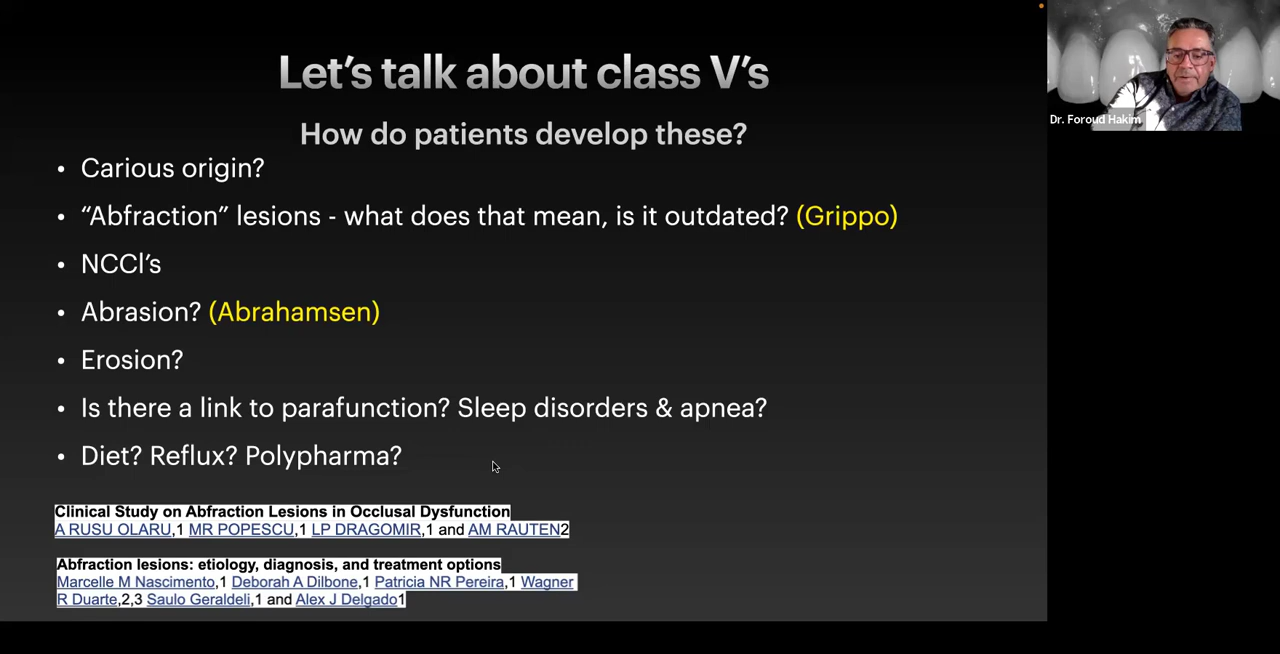 Let's talk about class V's
How do patients develop these?
• Carious origin?
• “Abfraction” lesions - what does that mean, is it outdated? (Grippo)
• NCCl's
• Abrasion? (Abrahamsen)
• Erosion?
• Is there a link to parafunction? Sleep disorders & apnea?
• Diet? Reflux? Polypharma?
Clinical Study on Abfraction Lesions in Occlusal Dysfunction
A RUSU OLARU,1 MR POPESCU,1 LP DRAGOMIR,1 and AM RAUTEN2
Abfraction lesions: etiology, diagnosis, and treatment options
Marcelle M Nascimento,1 Deborah A Dilbone,1 Patricia NR Pereira,1 Wagner
R Duarte,2,3 Saulo Geraldeli,1 and Alex J Delgado1
Dr. Foroud Hakim